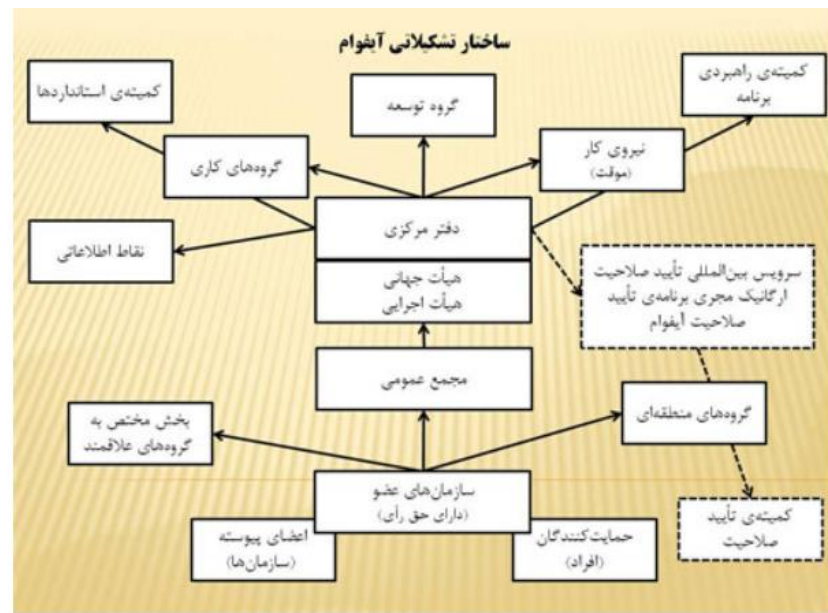 ساختار تشکیلاتی آیفوام
کمیته‌ی راهبردی
برنامه
کمیته‌ی استانداردها
گروه توسعه
نیروی کار
(موقت)
گروه‌های کاری
دفتر مرکزی
نقاط اطلاعاتی
سرویس بین‌المللی تأیید صلاحیت
ارگانیک مجری برنامه‌ی تأیید
صلاحیت آیفوام
هیأت جهانی
هیأت اجرایی
مجمع عمومی
گروه‌های منطقه‌ای
بخش مختص به
گروه‌های علاقمند
سازمان‌های عضو
(دارای حق رأی)
کمیته‌ی تأیید
صلاحیت
حمایت‌کنندگان
(افراد)
اعضای پیوسته
(سازمان‌ها)